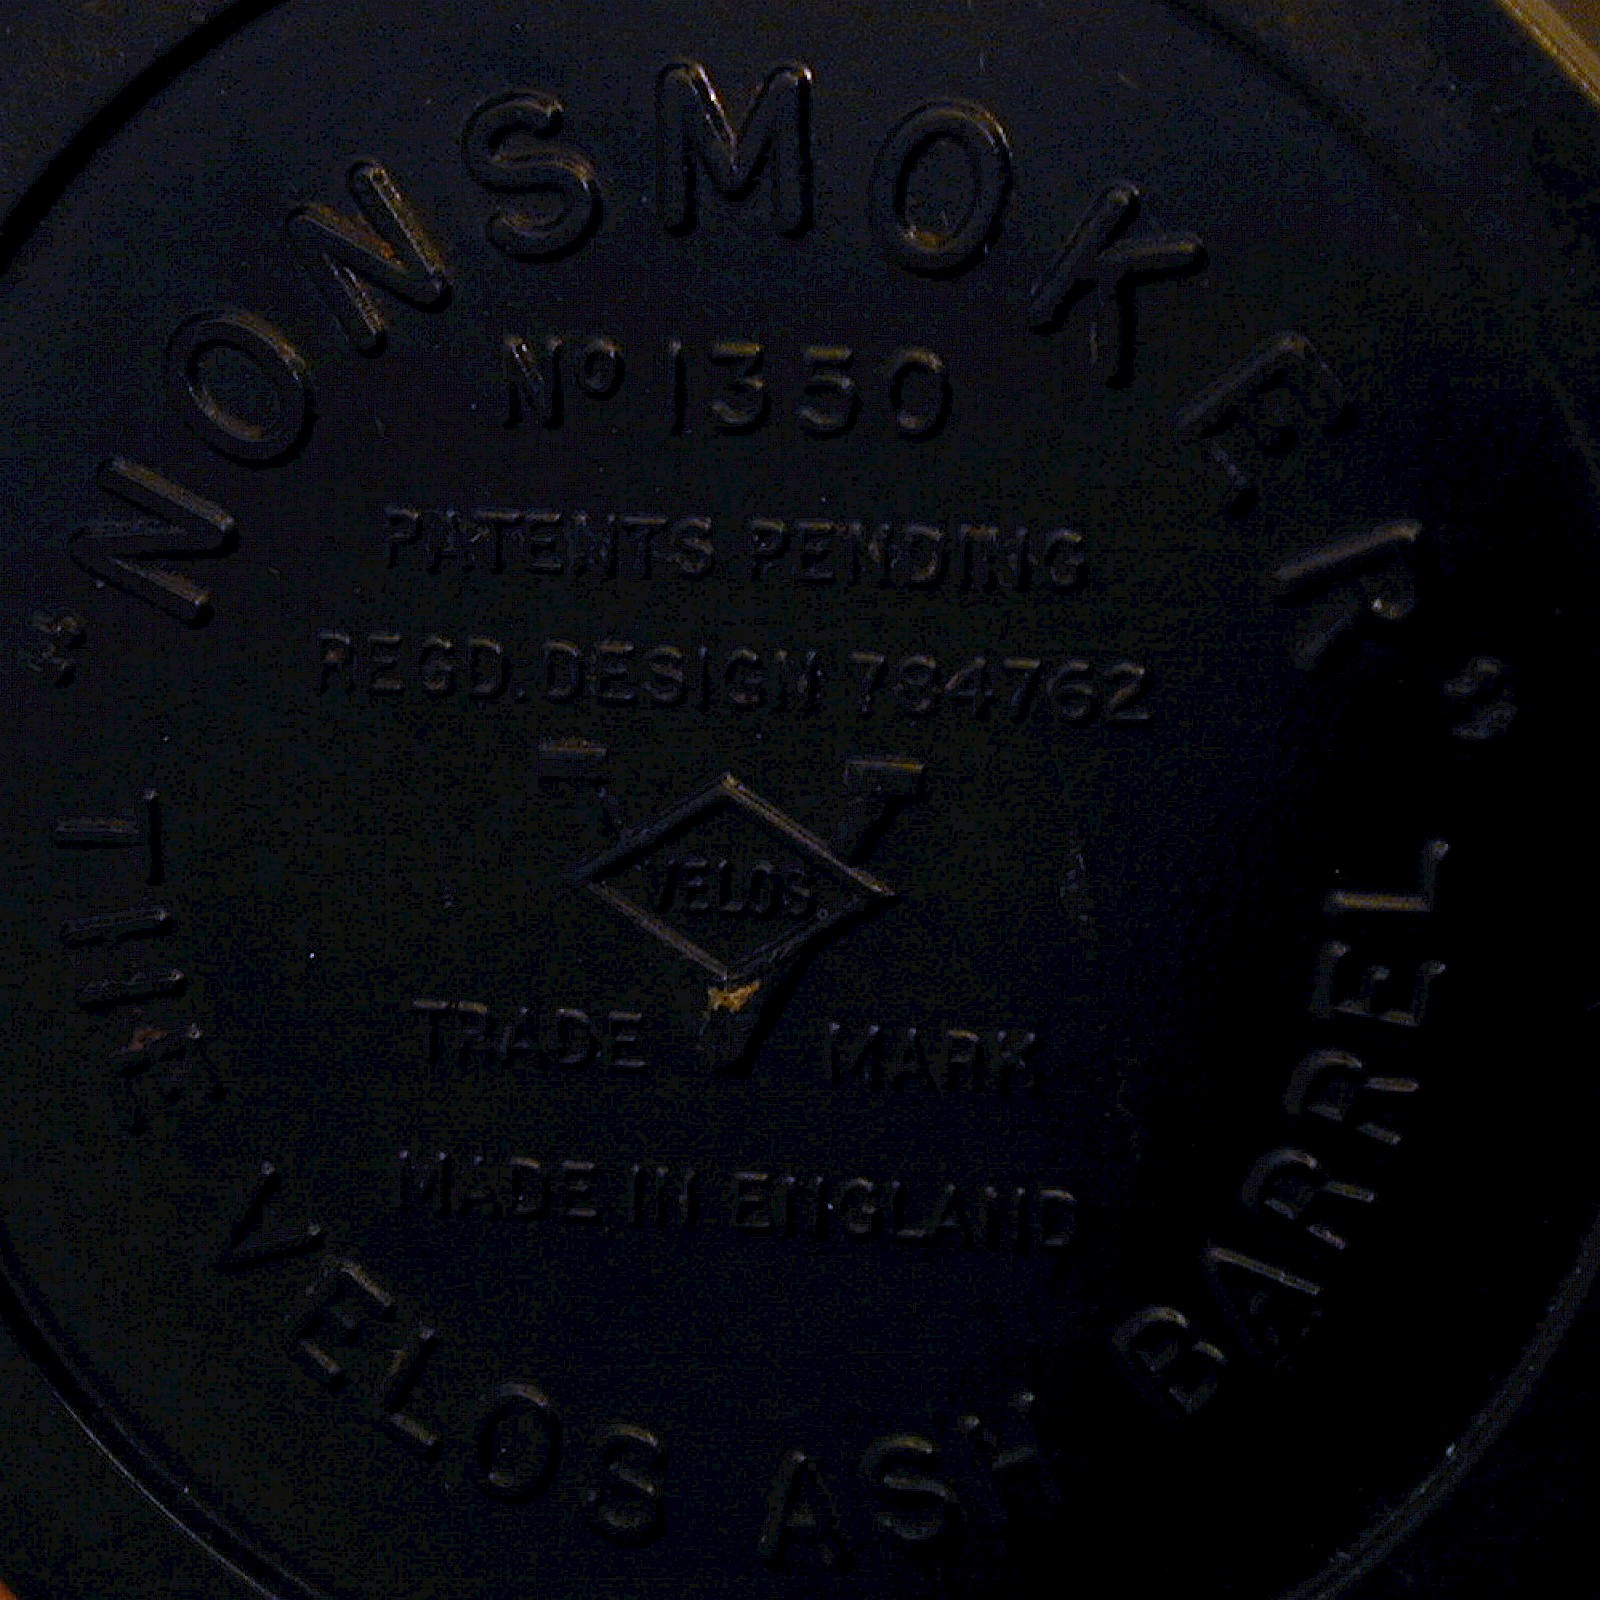 "NONSMOKER"
No 1350
PATENTS PENDING
REGD. DESIGN 784762
VELOS
TRADE MARK
MADE IN ENGLAND
THE VELOS ASH BARREL